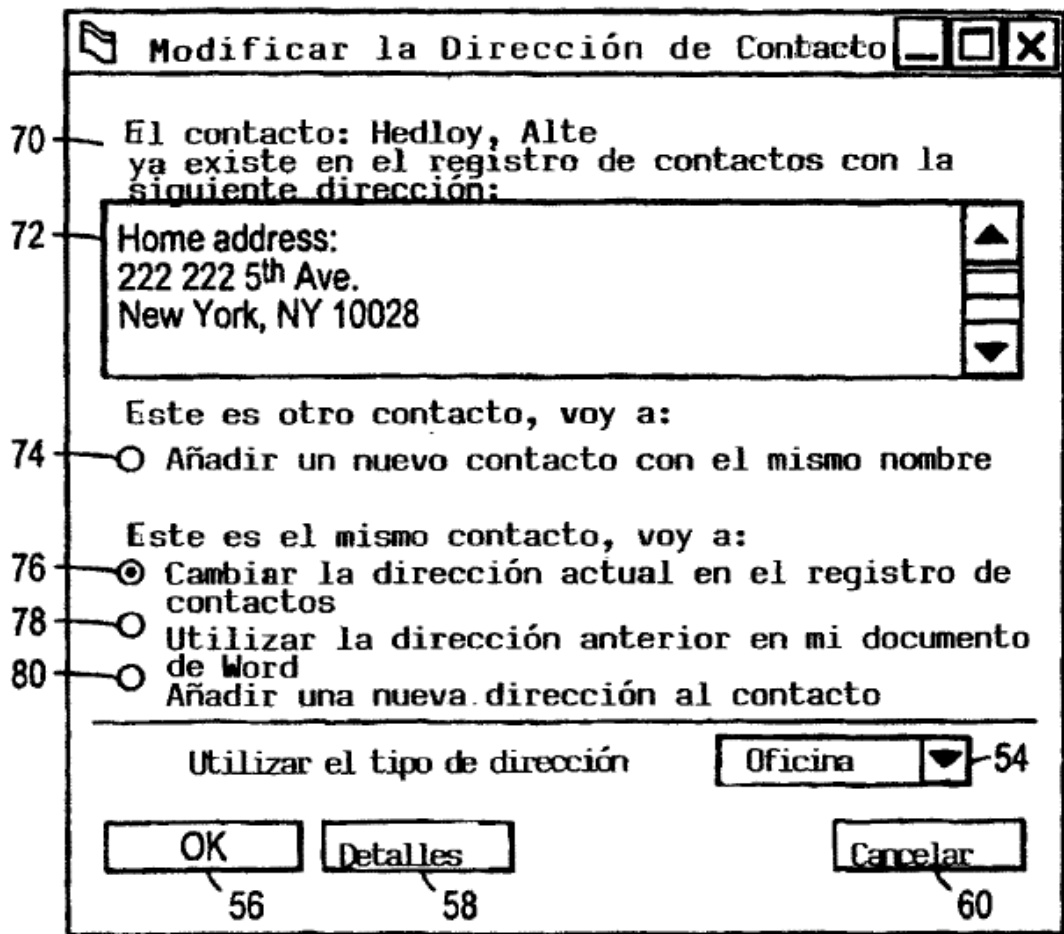 Modificar la Dirección de Contacto
70 El contacto: Hedloy, Alte
ya existe en el registro de contactos con la
siguiente dirección:
72 Home address:
222 222 5th Ave.
New York, NY 10028
Este es otro contacto, voy a:
74 Añadir un nuevo contacto con el mismo nombre
Este es el mismo contacto, voy a:
76 Cambiar la dirección actual en el registro de
contactos
78 Utilizar la dirección anterior en mi documento
de Word
80 Añadir una nueva dirección al contacto
Utilizar el tipo de dirección Oficina 54
OK Detalles Cancelar
56 58 60